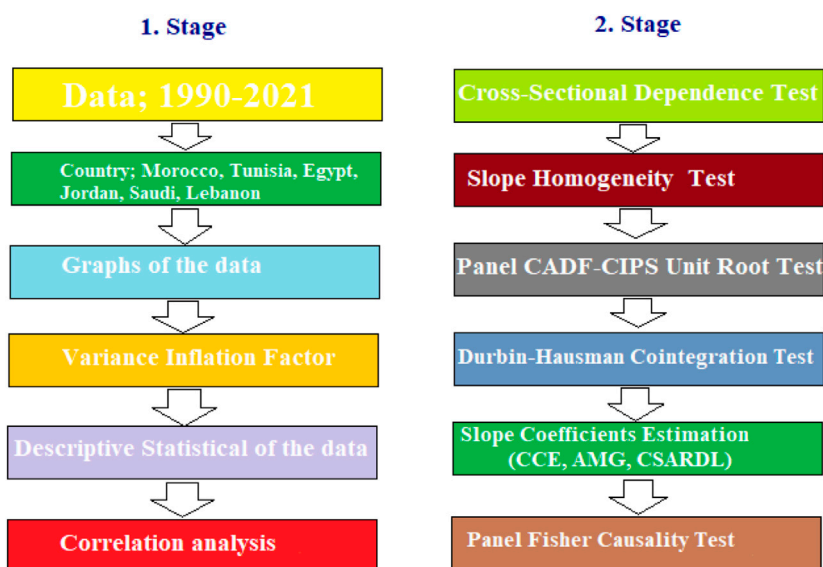 1. Stage
Data; 1990-2021
Country; Morocco, Tunisia, Egypt,
Jordan, Saudi, Lebanon
Graphs of the data
Variance Inflation Factor
Descriptive Statistical of the data
Correlation analysis
2. Stage
Cross-Sectional Dependence Test
Slope Homogeneity Test
Panel CADF-CIPS Unit Root Test
Durbin-Hausman Cointegration Test
Slope Coefficients Estimation
(CCE, AMG, CSARDL)
Panel Fisher Causality Test